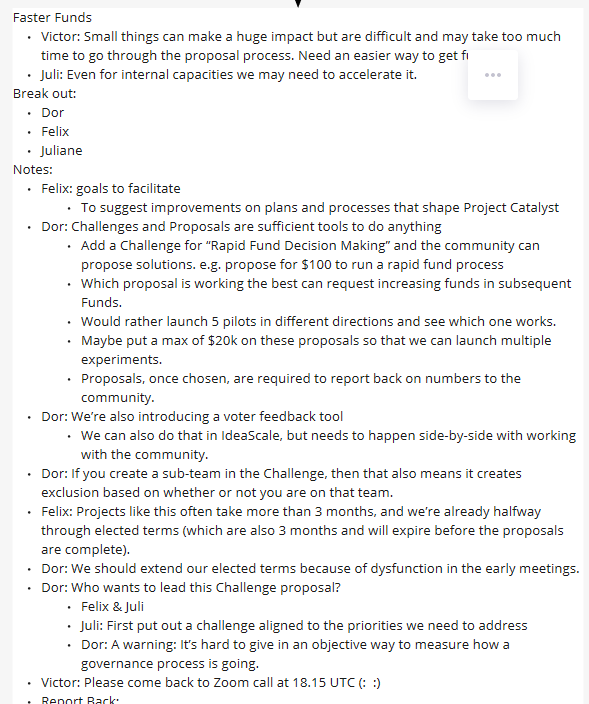 Faster Funds
• Victor: Small things can make a huge impact but are difficult and may take too much
time to go through the proposal process. Need an easier way to get
• Juli: Even for internal capacities we may need to accelerate it.
Break out:
• Dor
• Felix
• Juliane
Notes:
• Felix: goals to facilitate
• To suggest improvements on plans and processes that shape Project Catalyst
• Dor: Challenges and Proposals are sufficient tools to do anything
• Add a Challenge for “Rapid Fund Decision Making” and the community can
propose solutions. e.g. propose for $100 to run a rapid fund process
• Which proposal is working the best can request increasing funds in subsequent
Funds.
• Would rather launch 5 pilots in different directions and see which one works.
• Maybe put a max of $20k on these proposals so that we can launch multiple
experiments.
• Proposals, once chosen, are required to report back on numbers to the
community.
• Dor: We’re also introducing a voter feedback tool
• We can also do that in IdeaScale, but needs to happen side-by-side with working
with the community.
• Dor: If you create a sub-team in the Challenge, then that also means it creates
exclusion based on whether or not you are on that team.
• Felix: Projects like this often take more than 3 months, and we’re already halfway
through elected terms (which are also 3 months and will expire before the proposals
are complete).
• Dor: We should extend our elected terms because of dysfunction in the early meetings.
• Dor: Who wants to lead this Challenge proposal?
• Felix & Juli
• Juli: First put out a challenge aligned to the priorities we need to address
• Dor: A warning: It’s hard to give in an objective way to measure how a
governance process is going.
• Victor: Please come back to Zoom call at 18.15 UTC (:  :)
• Report Back: